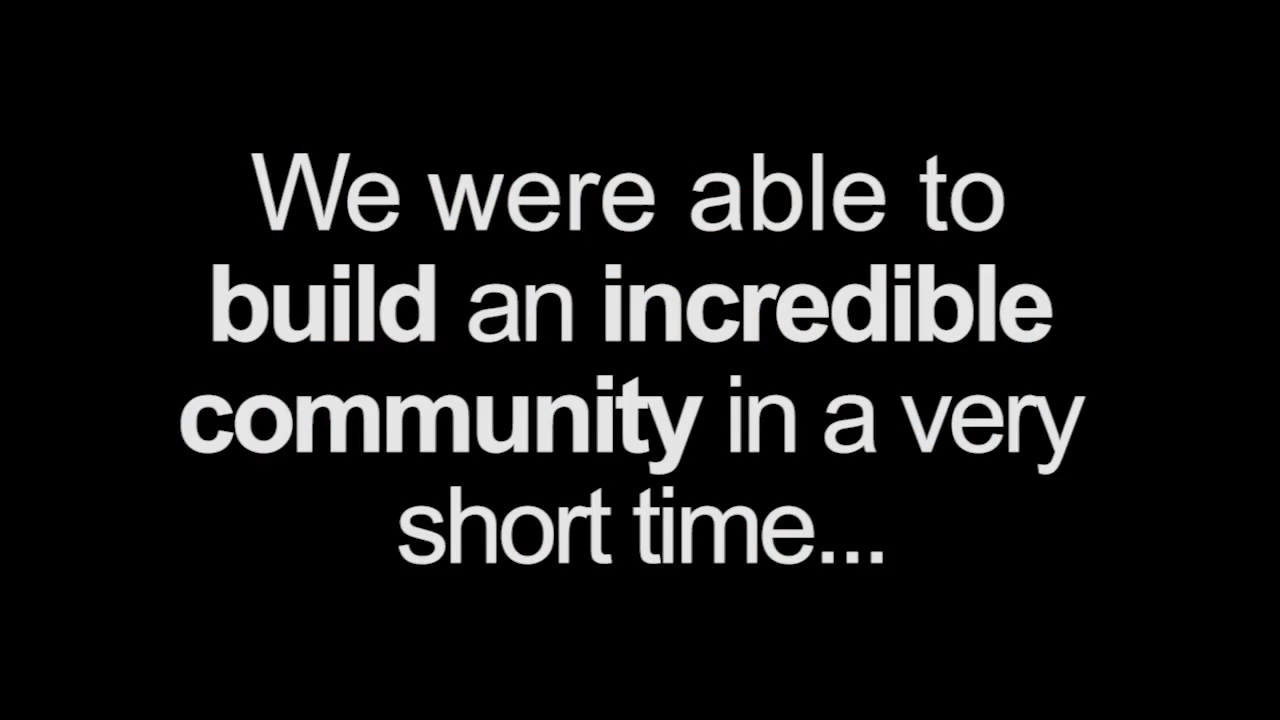 We were able to
build an incredible
community in a very
short time...